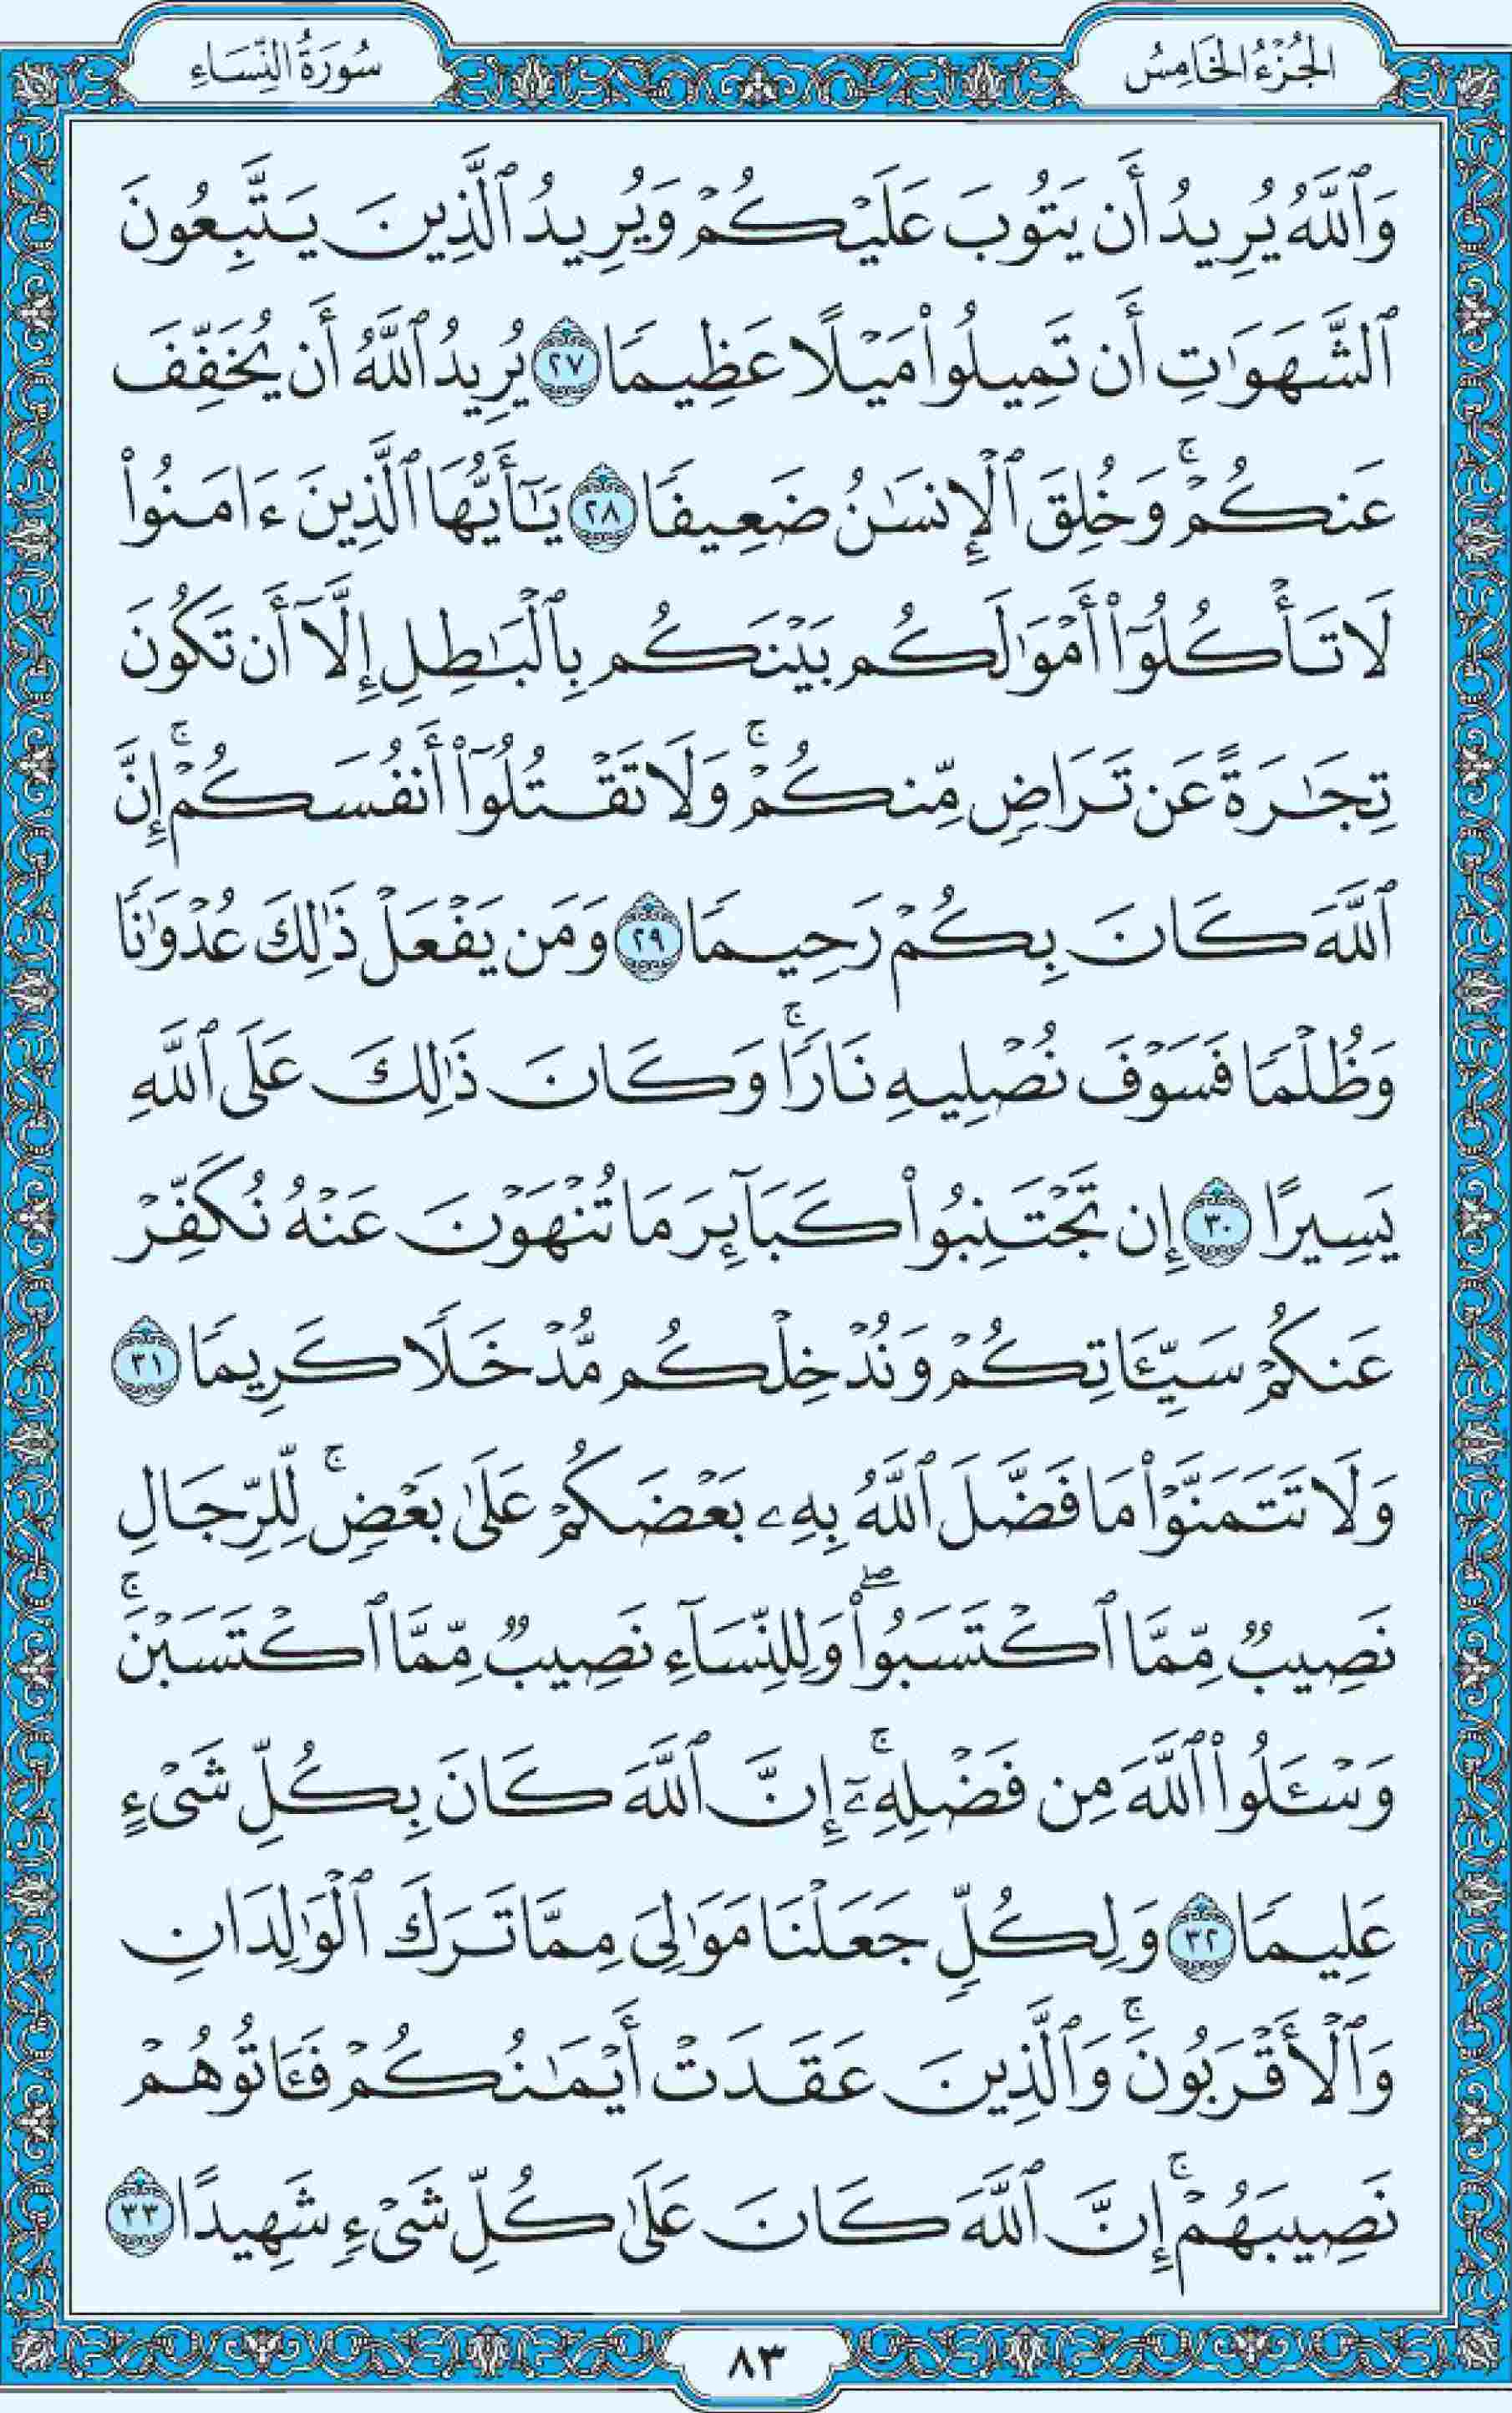 الجُزْءُ الخَامِسُ
سُورَةُ النِّسَاءِ
وَٱللَّهُ يُرِيدُ أَن يَتُوبَ عَلَيْكُمْ وَيُرِيدُ ٱلَّذِينَ يَتَّبِعُونَ
ٱلشَّهَوَٰتِ أَن تَمِيلُوا۟ مَيْلًا عَظِيمًا ٢٧ يُرِيدُ ٱللَّهُ أَن يُخَفِّفَ
عَنكُمْ ۚ وَخُلِقَ ٱلْإِنسَـٰنُ ضَعِيفًا ٢٨ يَـٰٓأَيُّهَا ٱلَّذِينَ ءَامَنُوا۟
لَا تَأْكُلُوٓا۟ أَمْوَٰلَكُم بَيْنَكُم بِٱلْبَـٰطِلِ إِلَّآ أَن تَكُونَ
تِجَـٰرَةً عَن تَرَاضٍ مِّنكُمْ ۚ وَلَا تَقْتُلُوٓا۟ أَنفُسَكُمْ ۚ إِنَّ
ٱللَّهَ كَانَ بِكُمْ رَحِيمًا ٢٩ وَمَن يَفْعَلْ ذَٰلِكَ عُدْوَٰنًا
وَظُلْمًا فَسَوْفَ نُصْلِيهِ نَارًا ۚ وَكَانَ ذَٰلِكَ عَلَى ٱللَّهِ
يَسِيرًا ٣٠ إِن تَجْتَنِبُوا۟ كَبَآئِرَ مَا تُنْهَوْنَ عَنْهُ نُكَفِّرْ
عَنكُمْ سَيِّـَٔاتِكُمْ وَنُدْخِلْكُم مُّدْخَلًا كَرِيمًا ٣١
وَلَا تَتَمَنَّوْا۟ مَا فَضَّلَ ٱللَّهُ بِهِۦ بَعْضَكُمْ عَلَىٰ بَعْضٍ ۚ لِّلرِّجَالِ
نَصِيبٌ مِّمَّا ٱكْتَسَبُوا۟ ۖ وَلِلنِّسَآءِ نَصِيبٌ مِّمَّا ٱكْتَسَبْنَ ۚ
وَسْـَٔلُوا۟ ٱللَّهَ مِن فَضْلِهِۦٓ ۚ إِنَّ ٱللَّهَ كَانَ بِكُلِّ شَىْءٍ
عَلِيمًا ٣٢ وَلِكُلٍّ جَعَلْنَا مَوَٰلِىَ مِمَّا تَرَكَ ٱلْوَٰلِدَانِ
وَٱلْأَقْرَبُونَ ۚ وَٱلَّذِينَ عَقَدَتْ أَيْمَـٰنُكُمْ فَـَٔاتُوهُمْ
نَصِيبَهُمْ ۚ إِنَّ ٱللَّهَ كَانَ عَلَىٰ كُلِّ شَىْءٍ شَهِيدًا ٣٣
٨٣